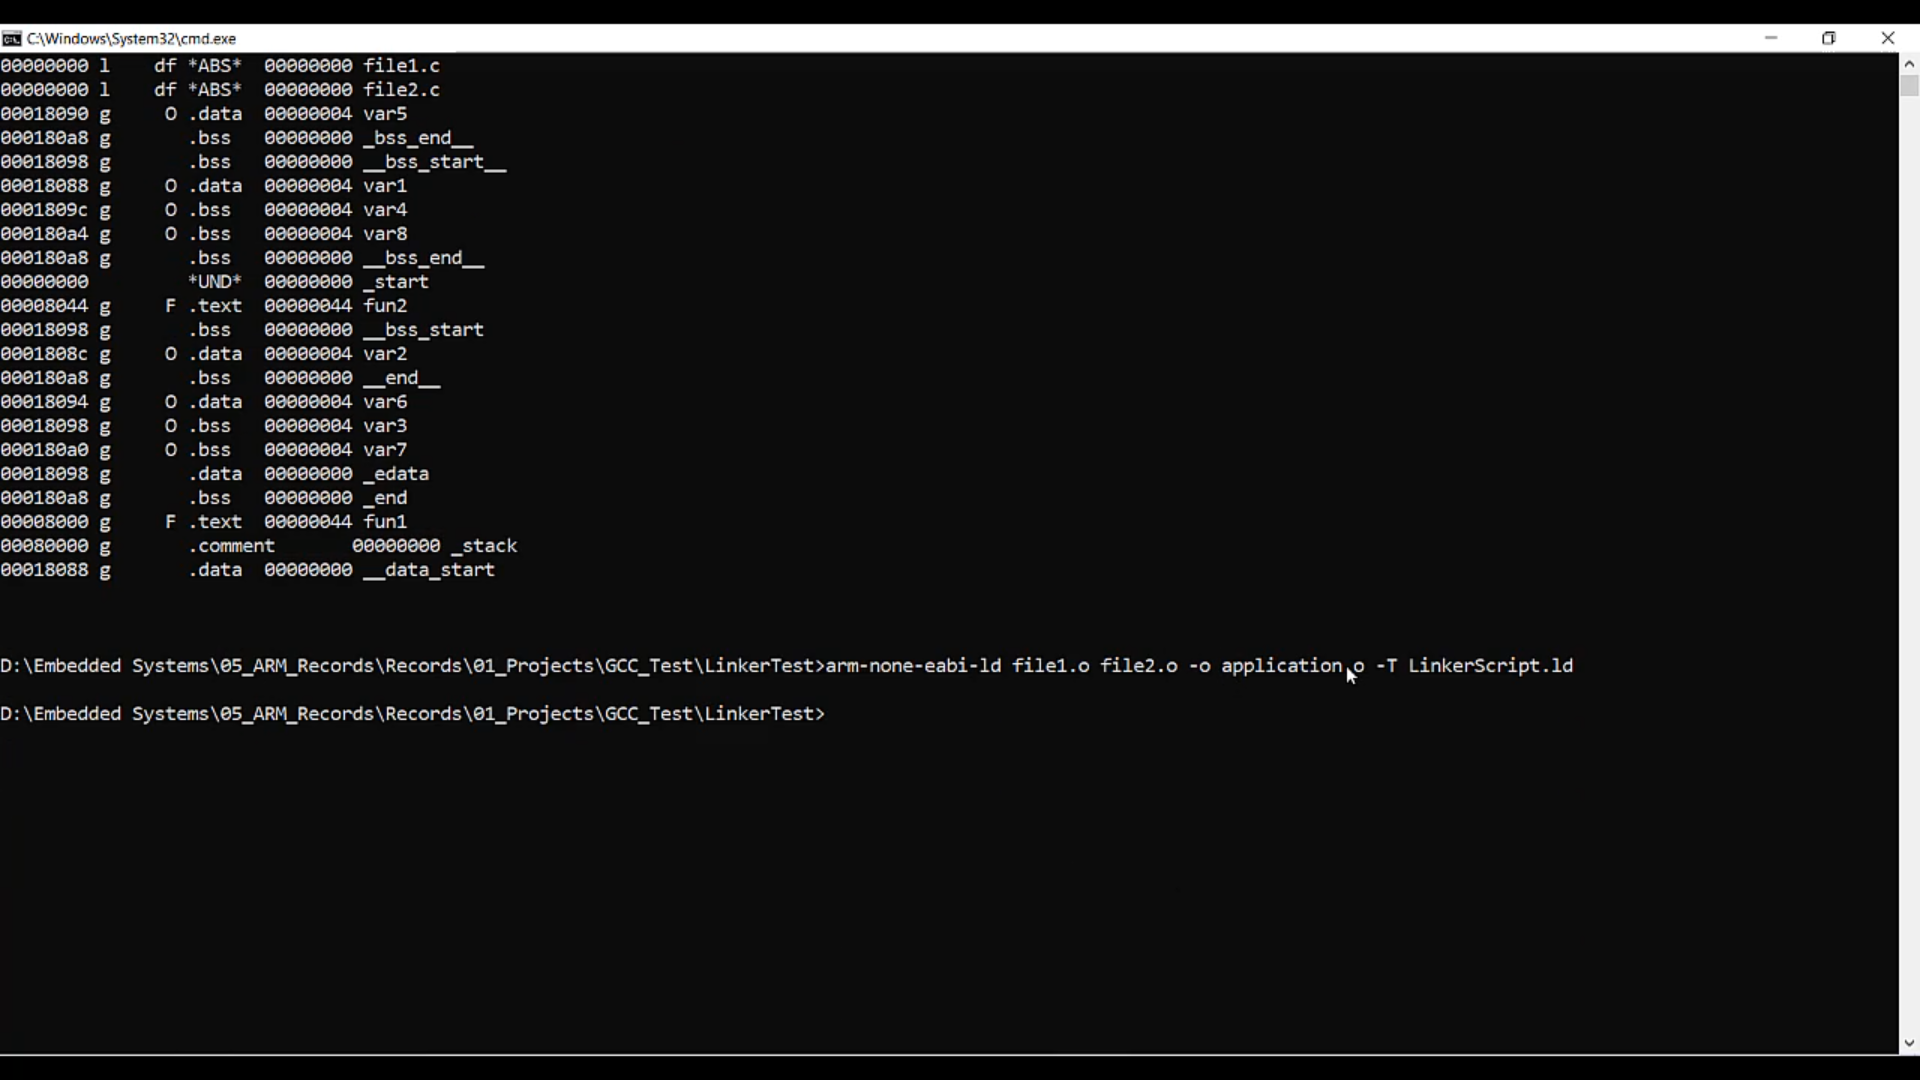 C:\Windows\System32\cmd.exe
00000000 l    df *ABS*  00000000 file1.c
00000000 l    df *ABS*  00000000 file2.c
00018090 g     O .data  00000004 var5
000180a8 g       .bss   00000000 _bss_end__
00018098 g       .bss   00000000 __bss_start__
00018088 g     O .data  00000004 var1
0001809c g     O .bss   00000004 var4
000180a4 g     O .bss   00000004 var8
000180a8 g       .bss   00000000 __bss_end__
00000000         *UND*  00000000 _start
00008044 g     F .text  00000044 fun2
00018098 g       .bss   00000000 __bss_start
0001808c g     O .data  00000004 var2
000180a8 g       .bss   00000000 __end__
00018094 g     O .data  00000004 var6
00018098 g     O .bss   00000004 var3
000180a0 g     O .bss   00000004 var7
00018098 g       .data  00000000 _edata
000180a8 g       .bss   00000000 _end
00008000 g     F .text  00000044 fun1
00080000 g       .comment       00000000 _stack
00018088 g       .data  00000000 __data_start
D:\Embedded Systems\05_ARM_Records\Records\01_Projects\GCC_Test\LinkerTest>arm-none-eabi-ld file1.o file2.o -o application.o -T LinkerScript.ld
D:\Embedded Systems\05_ARM_Records\Records\01_Projects\GCC_Test\LinkerTest>